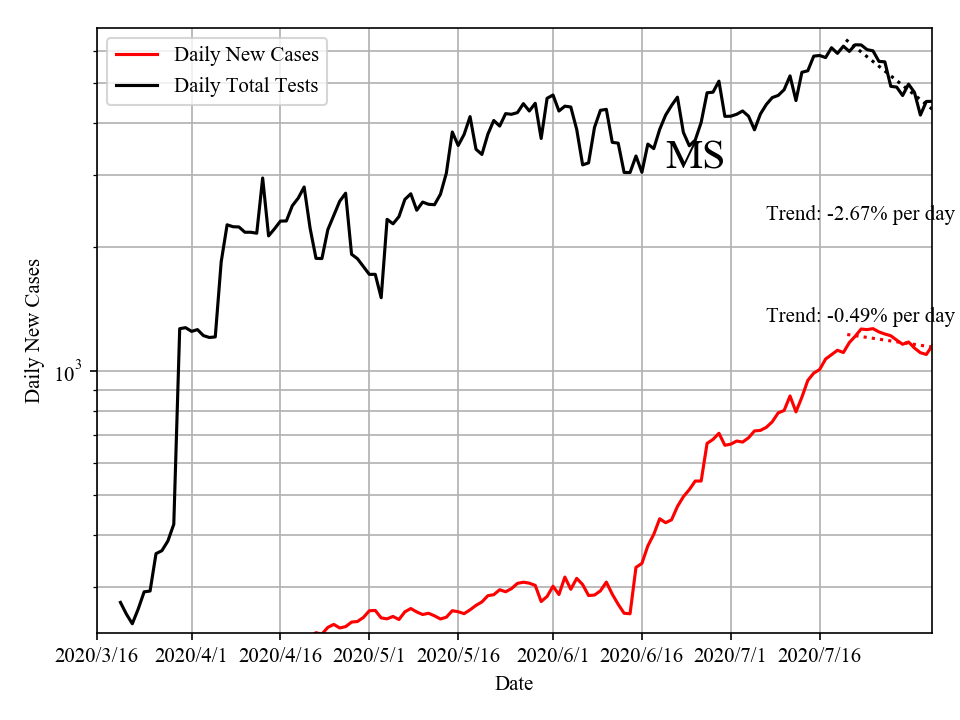 Daily New Cases
Daily Total Tests
MS
Trend: -2.67% per day
Trend: -0.49% per day
Daily New Cases
10³
2020/3/16 2020/4/1 2020/4/16 2020/5/1 2020/5/16 2020/6/1 2020/6/16 2020/7/1 2020/7/16
Date